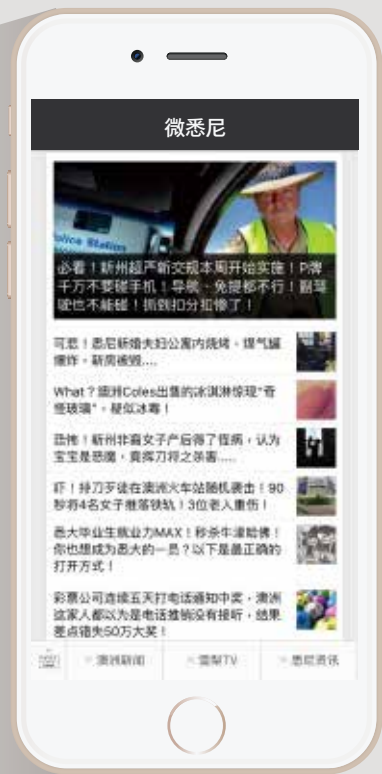 微悉尼
Police Station
必看!新州超严新交规本周开始实施!P牌
千万不要碰手机!导航、免提都不行!副驾
驶也不能碰!抓到扣分扣惨了!
可悲!悉尼新婚夫妇公寓内烧烤,煤气罐
爆炸,新房被毁....
What?澳洲Coles出售的冰淇淋惊现“奇
怪玻璃”,疑似冰毒!
恐怖!新州非裔女子产后得了怪病,认为
宝宝是恶魔,竟挥刀将之杀害.....
吓!持刀歹徒在澳洲火车站随机袭击!90
秒将4名女子推落铁轨!3位老人重伤!
悉大毕业生就业力MAX!秒杀牛津哈佛!
你也想成为悉大的一员?以下是最正确的
打开方式!
彩票公司连续五天打电话通知中奖,澳洲
这家人都以为是电话推销没有接听,结果
差点错失50万大奖!
澳洲新闻
雪梨TV
悉尼资讯